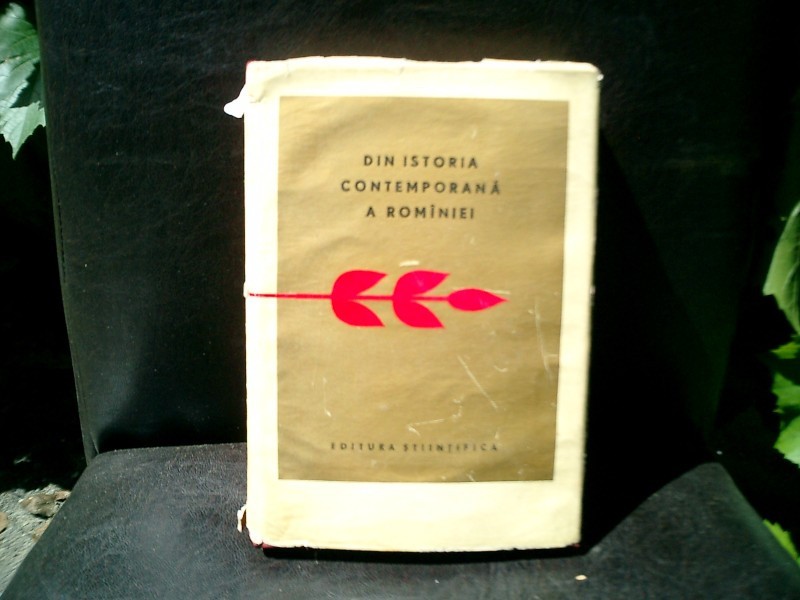 DIN ISTORIA
CONTEMPORANĂ
A ROMÎNIEI
EDITURA ȘTIINȚIFICĂ